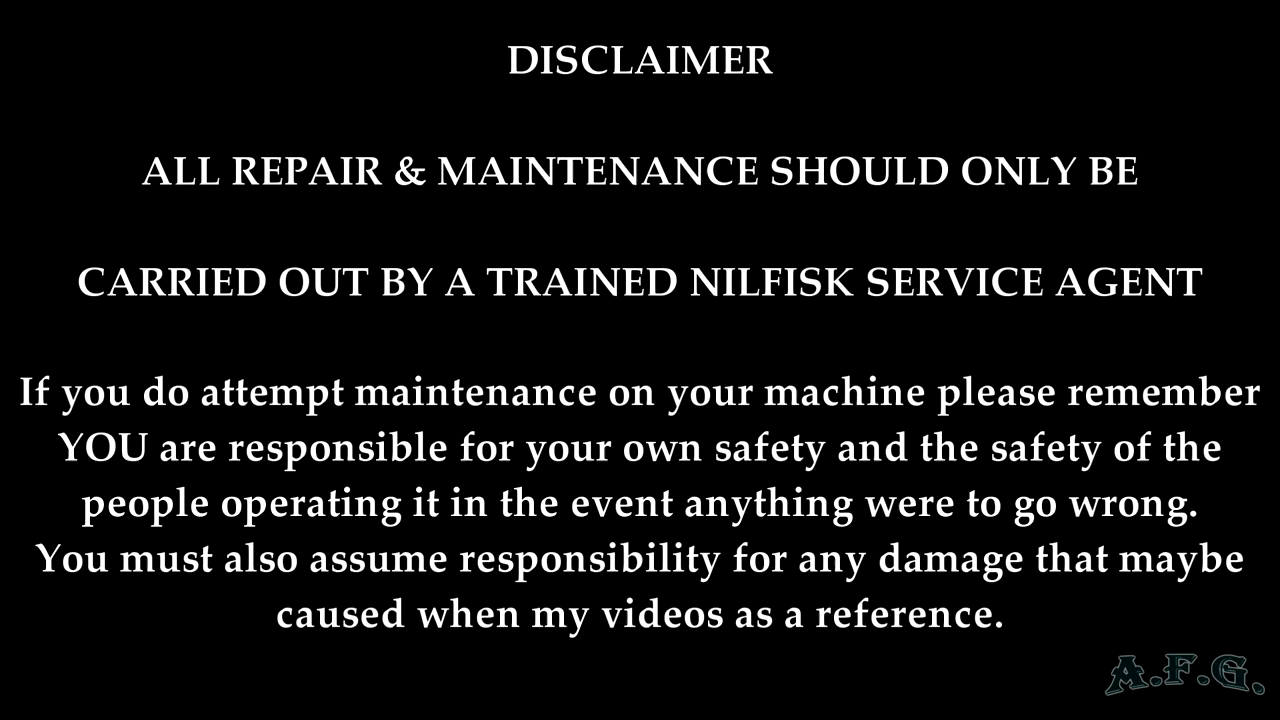 DISCLAIMER
ALL REPAIR & MAINTENANCE SHOULD ONLY BE
CARRIED OUT BY A TRAINED NILFISK SERVICE AGENT
If you do attempt maintenance on your machine please remember
YOU are responsible for your own safety and the safety of the
people operating it in the event anything were to go wrong.
You must also assume responsibility for any damage that maybe
caused when my videos as a reference.
A.F.G.